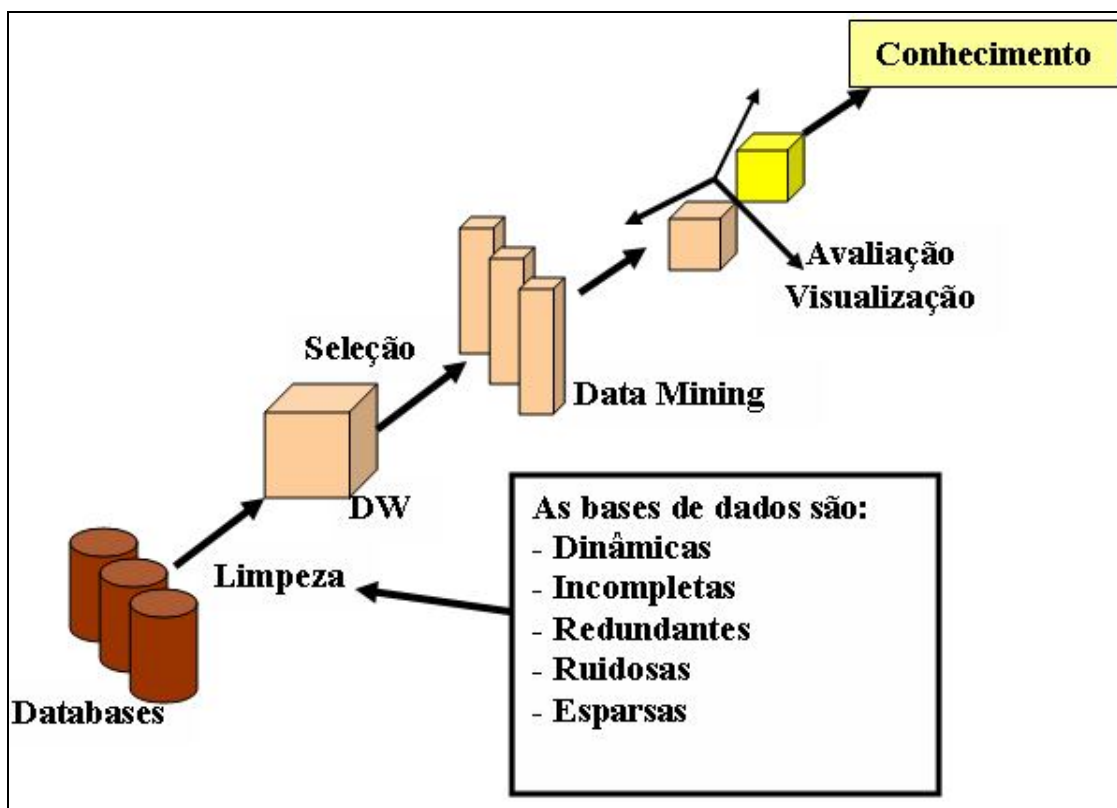 Conhecimento
Avaliação
Visualização
Seleção
Data Mining
DW
Limpeza
Databases
As bases de dados são:
- Dinâmicas
- Incompletas
- Redundantes
- Ruidosas
- Esparsas